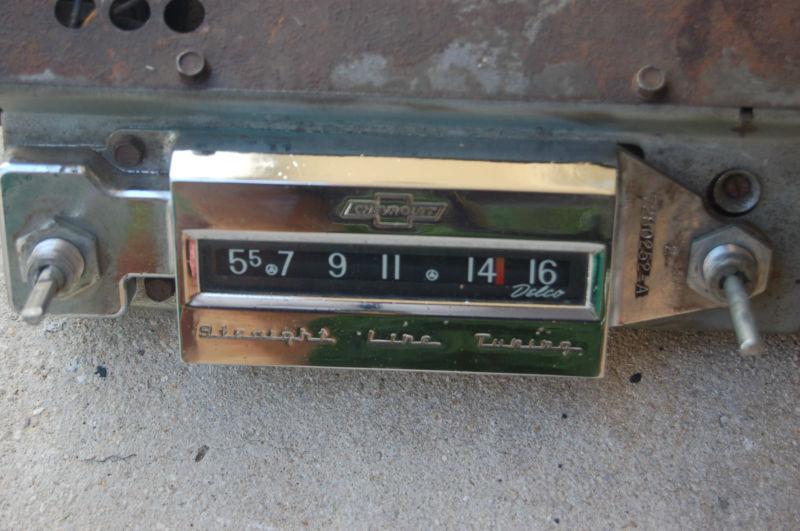 CHEVROLET
55 7 9 11 14 16
Delco
Straight Line Tuning